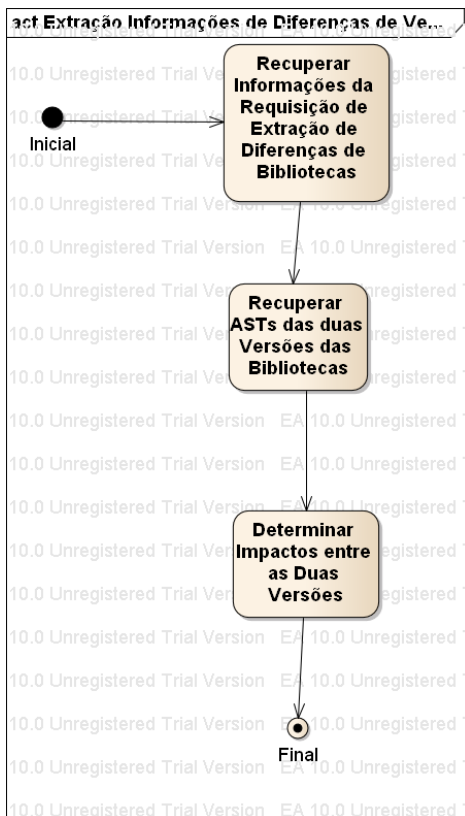 act Extração Informações de Diferenças de Ve...
Recuperar
Informações da
Requisição de
Extração de
Diferenças de
Bibliotecas
Inicial
Recuperar
ASTs das duas
Versões das
Bibliotecas
Determinar
Impactos entre
as Duas
Versões
Final
10.0 Unregistered Trial Version EA 10.0 Unregistered